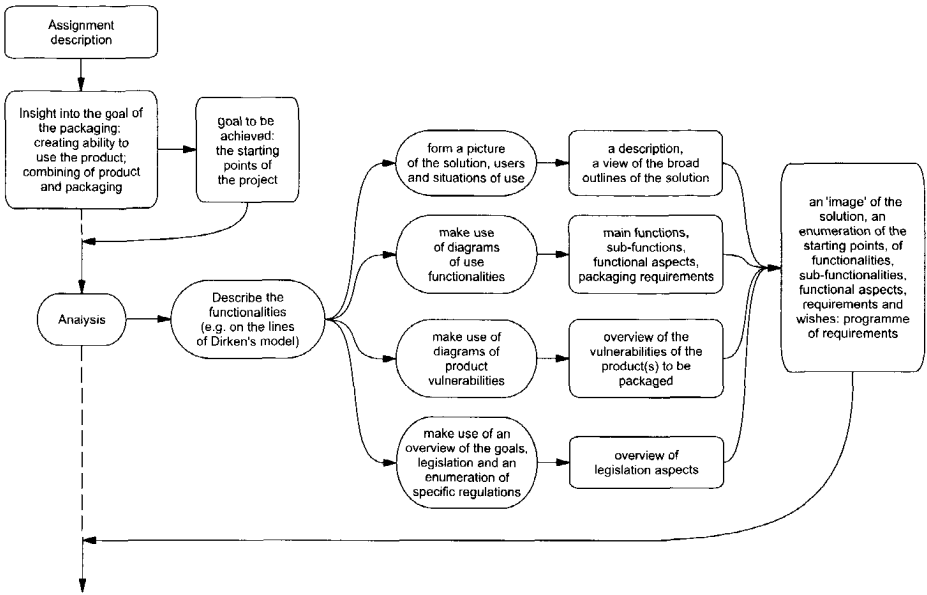 Assignment
description
Insight into the goal of
the packaging:
creating ability to
use the product;
combining of product
and packaging
goal to be
achieved:
the starting
points of
the project
Analysis
Describe the
functionalities
(e.g. on the lines
of Dirken's model)
form a picture
of the solution, users
and situations of use
a description,
a view of the broad
outlines of the solution
make use
of diagrams
of use
functionalities
main functions,
sub-functions,
functional aspects,
packaging requirements
make use of
diagrams of
product
vulnerabilities
overview of the
vulnerabilities of the
product(s) to be
packaged
make use of an
overview of the goals,
legislation and an
enumeration of
specific regulations
overview of
legislation aspects
an 'image' of the
solution, an
enumeration of the
starting points, of
functionalities,
sub-functionalities,
functional aspects,
requirements and
wishes: programme
of requirements